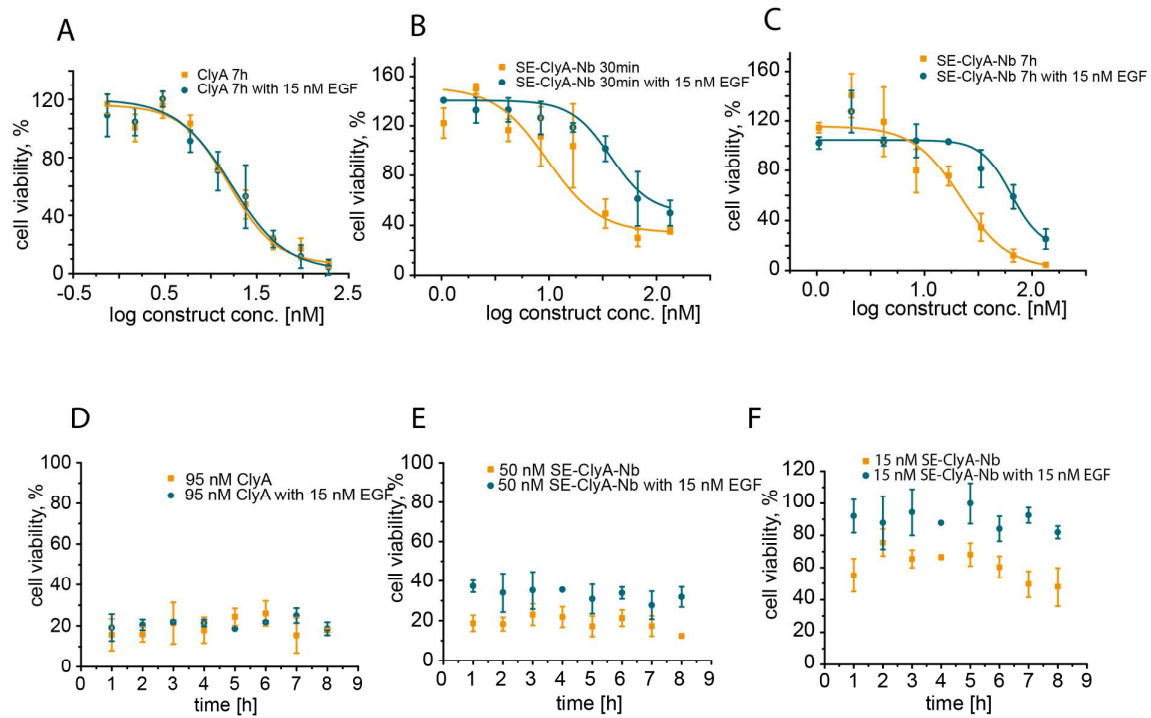 A
ClyA 7h
ClyA 7h with 15 nM EGF
cell viability, %
120
80
40
0
-0.5 0.5 1.5 2.5
log construct conc. [nM]
B
SE-ClyA-Nb 30min
SE-ClyA-Nb 30min with 15 nM EGF
cell viability, %
160
120
80
40
0
0.0 1.0 2.0
log construct conc. [nM]
C
SE-ClyA-Nb 7h
SE-ClyA-Nb 7h with 15 nM EGF
cell viability, %
160
120
80
40
0
0.0 1.0 2.0
log construct conc. [nM]
D
95 nM ClyA
95 nM ClyA with 15 nM EGF
cell viability, %
100
80
60
40
20
0
0 1 2 3 4 5 6 7 8 9
time [h]
E
50 nM SE-ClyA-Nb
50 nM SE-ClyA-Nb with 15 nM EGF
cell viability, %
100
80
60
40
20
0
0 1 2 3 4 5 6 7 8 9
time [h]
F
15 nM SE-ClyA-Nb
15 nM SE-ClyA-Nb with 15 nM EGF
cell viability, %
120
100
80
60
40
20
0
0 1 2 3 4 5 6 7 8 9
time [h]